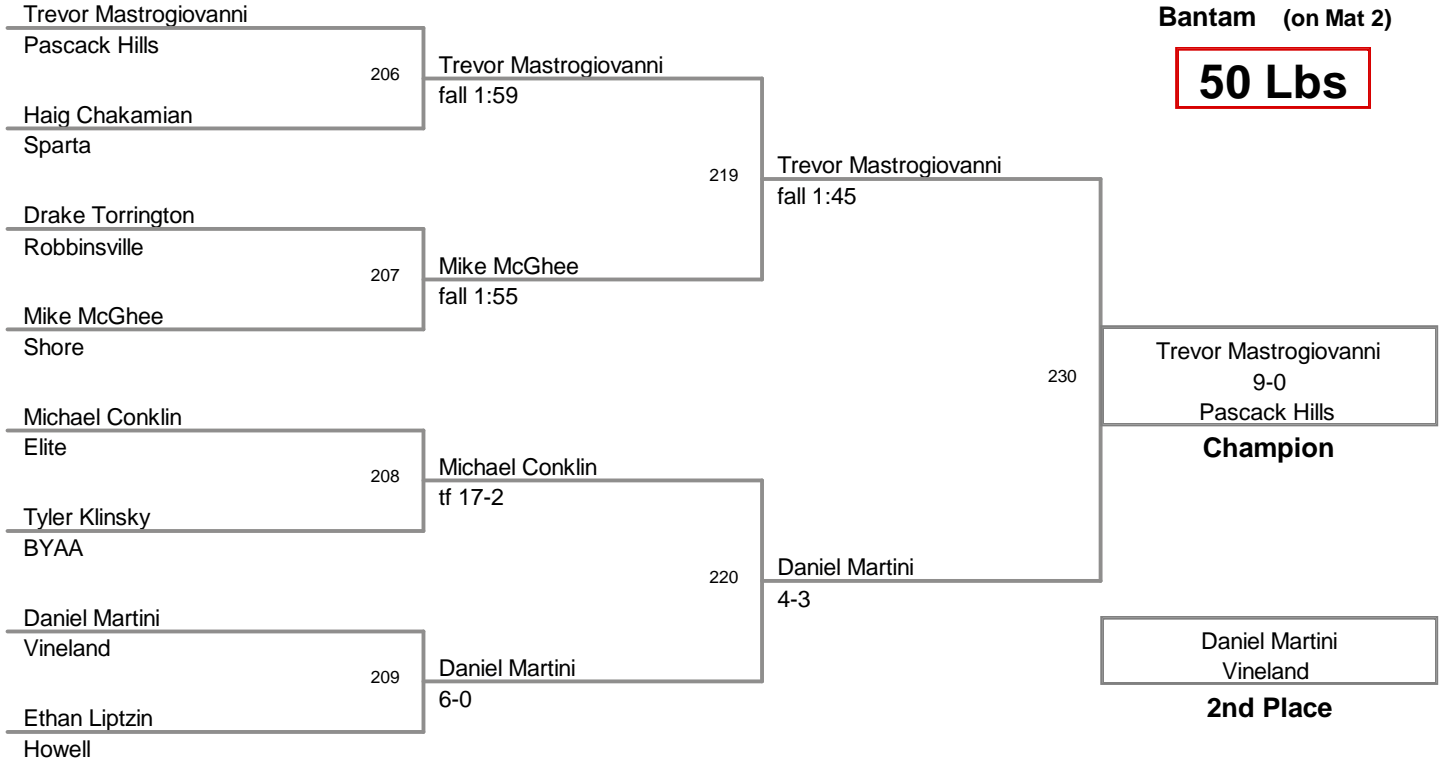 Trevor Mastrogiovanni
Pascack Hills
206
Haig Chakamian
Sparta
Drake Torrington
Robbinsville
207
Mike McGhee
Shore
Michael Conklin
Elite
208
Tyler Klinsky
BYAA
Daniel Martini
Vineland
209
Ethan Liptzin
Howell
Trevor Mastrogiovanni
fall 1:59
219
Mike McGhee
fall 1:55
Michael Conklin
tf 17-2
220
Daniel Martini
6-0
Trevor Mastrogiovanni
fall 1:45
230
Daniel Martini
4-3
Bantam (on Mat 2)
50 Lbs
Trevor Mastrogiovanni
9-0
Pascack Hills
Champion
Daniel Martini
Vineland
2nd Place